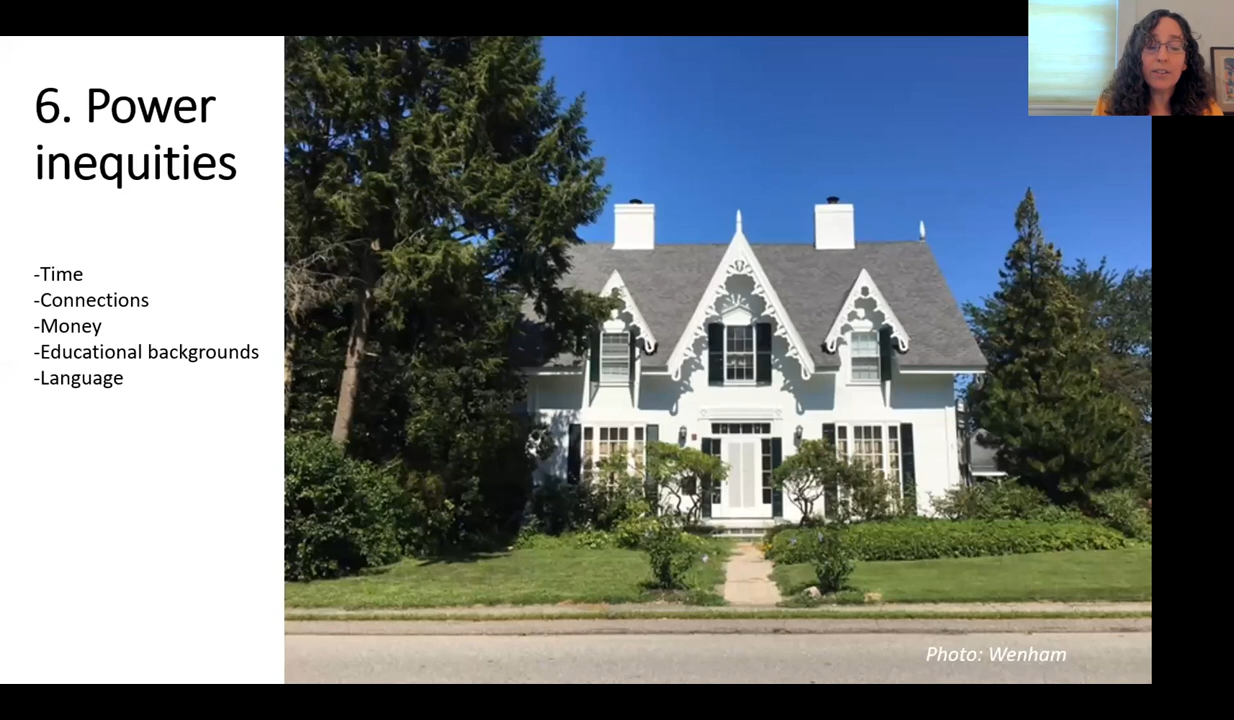 6. Power
inequities
-Time
-Connections
-Money
-Educational backgrounds
-Language
Photo: Wenham